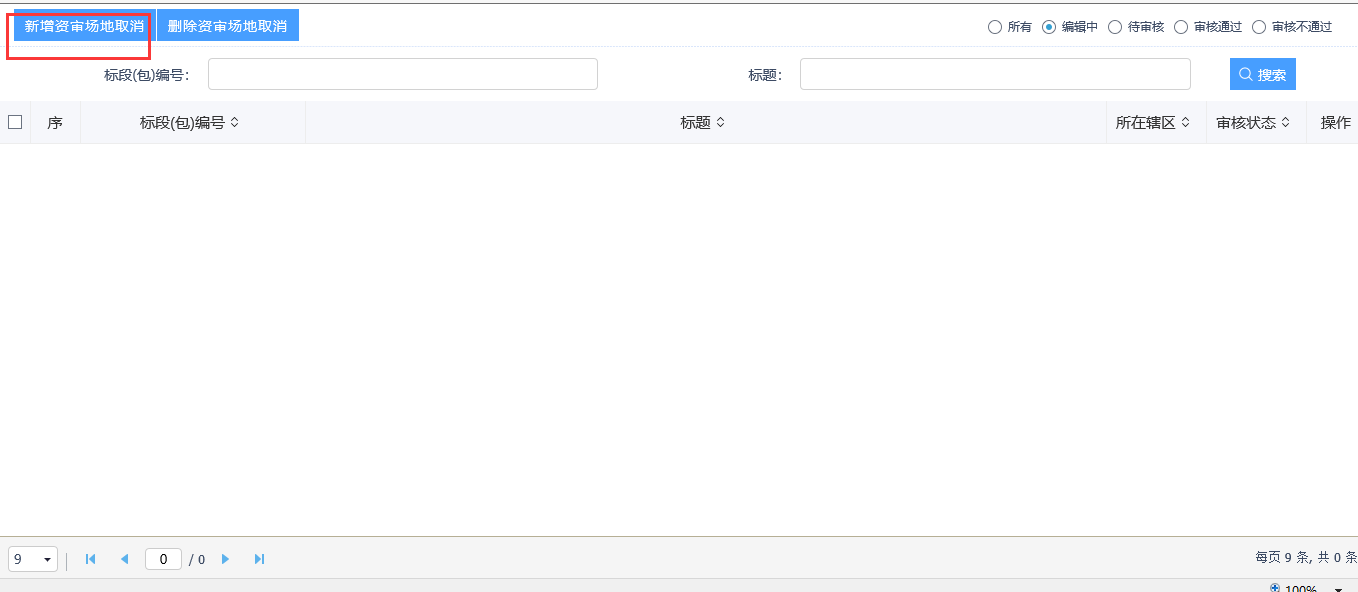 新增资审场地取消 删除资审场地取消 所有 编辑中 待审核 审核通过 审核不通过
标段(包)编号： 标题： 搜索
序 标段(包)编号 标题 所在辖区 审核状态 操作
9 0 / 0 每页 9 条, 共 0 条
100%